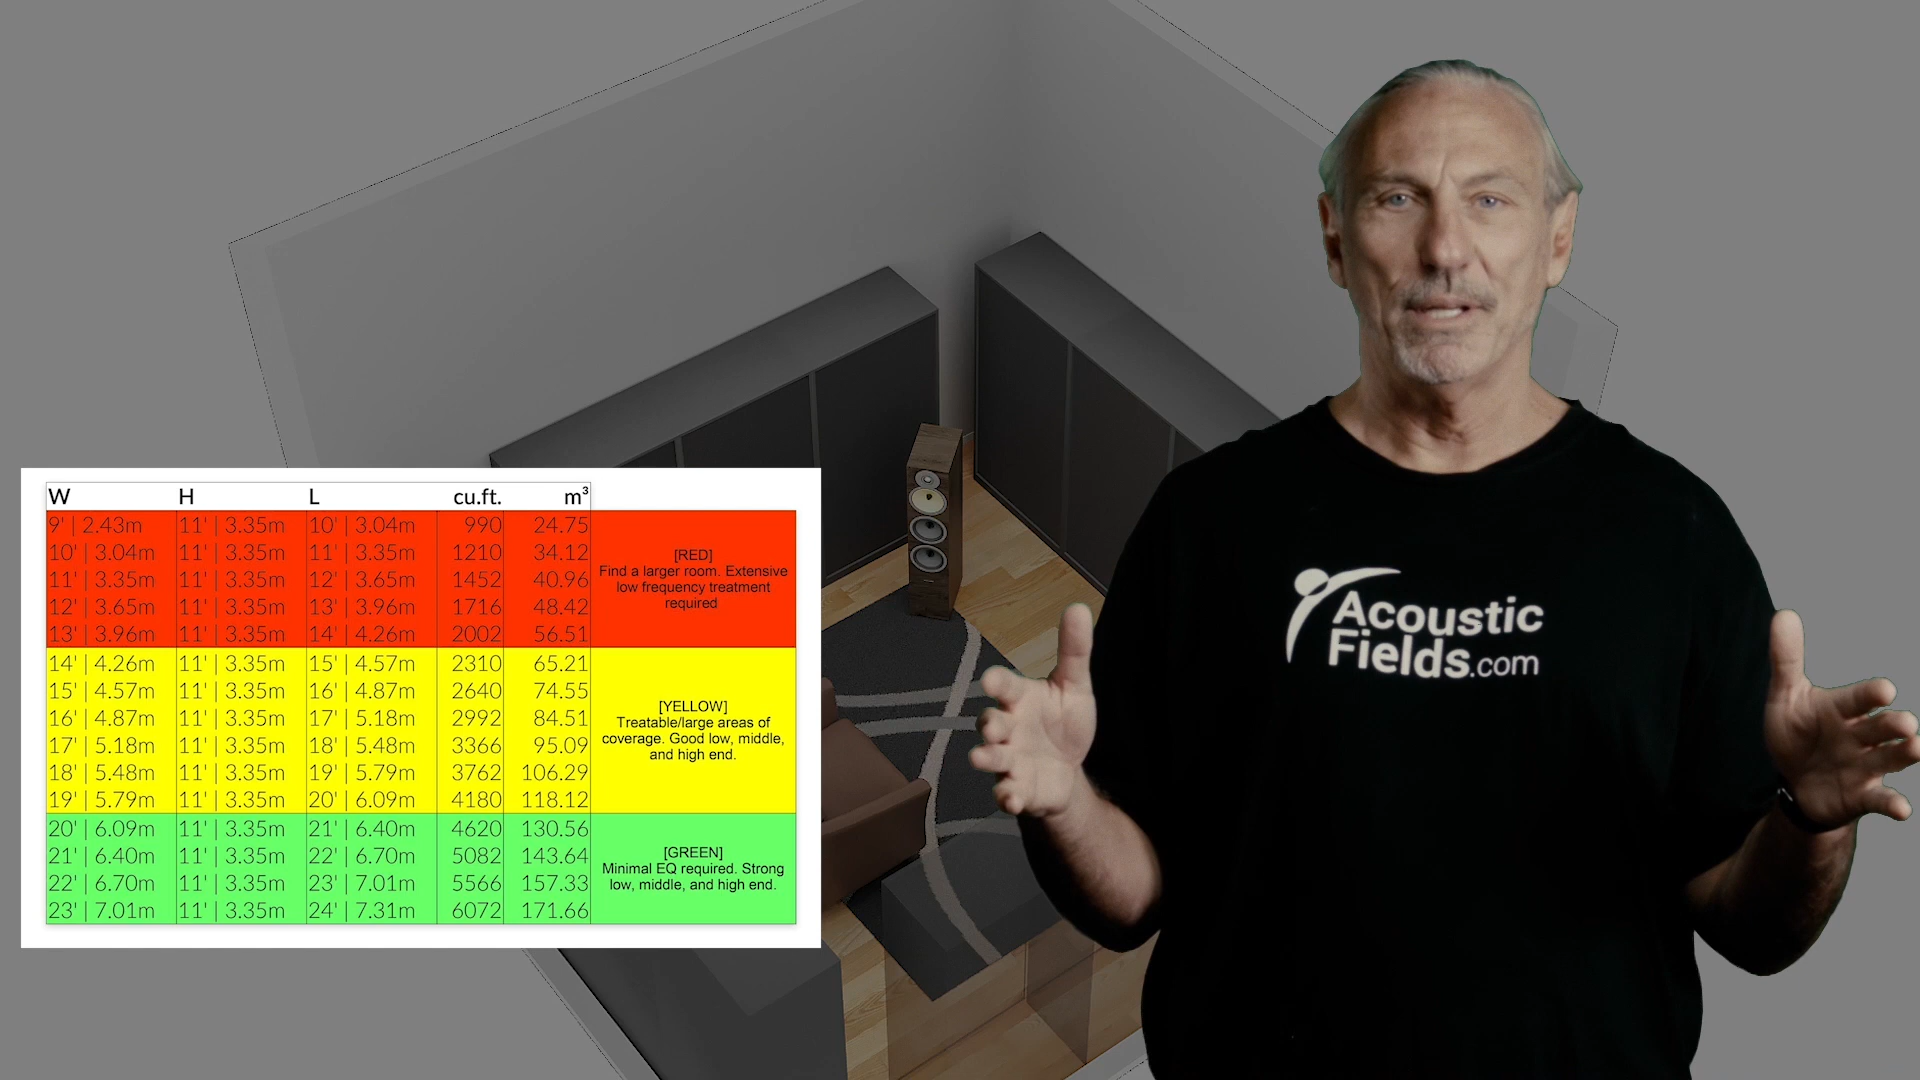 W H L cu.ft. m³
9' | 2.43m 11' | 3.35m 10' | 3.04m 990 24.75
10' | 3.04m 11' | 3.35m 11' | 3.35m 1210 34.12
11' | 3.35m 11' | 3.35m 12' | 3.65m 1452 40.96
12' | 3.65m 11' | 3.35m 13' | 3.96m 1716 48.42
13' | 3.96m 11' | 3.35m 14' | 4.26m 2002 56.51
[RED]
Find a larger room. Extensive
low frequency treatment
required
14' | 4.26m 11' | 3.35m 15' | 4.57m 2310 65.21
15' | 4.57m 11' | 3.35m 16' | 4.87m 2640 74.55
16' | 4.87m 11' | 3.35m 17' | 5.18m 2992 84.51
17' | 5.18m 11' | 3.35m 18' | 5.48m 3366 95.09
18' | 5.48m 11' | 3.35m 19' | 5.79m 3762 106.29
19' | 5.79m 11' | 3.35m 20' | 6.09m 4180 118.12
[YELLOW]
Treatable/large areas of
coverage. Good low, middle,
and high end.
20' | 6.09m 11' | 3.35m 21' | 6.40m 4620 130.56
21' | 6.40m 11' | 3.35m 22' | 6.70m 5082 143.64
22' | 6.70m 11' | 3.35m 23' | 7.01m 5566 157.33
23' | 7.01m 11' | 3.35m 24' | 7.31m 6072 171.66
[GREEN]
Minimal EQ required. Strong
low, middle, and high end.
Acoustic
Fields.com